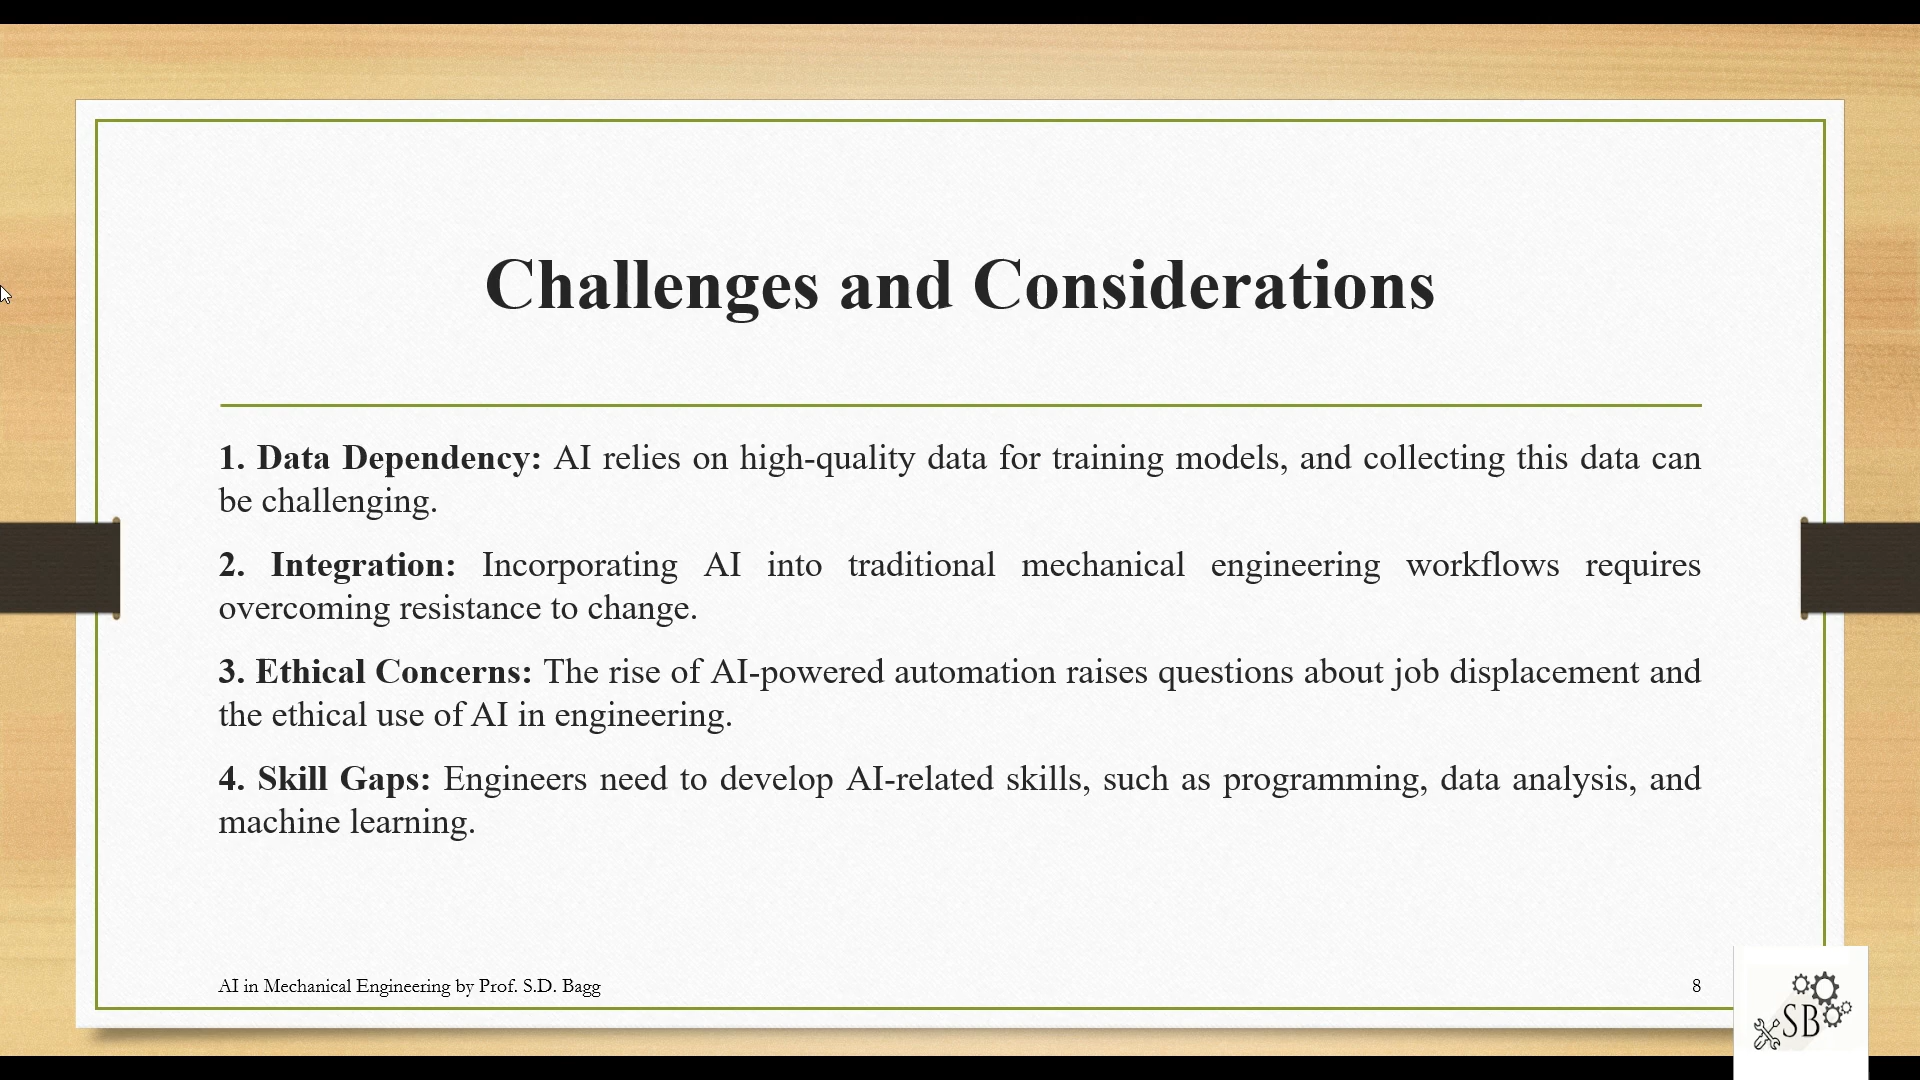 Challenges and Considerations
1. Data Dependency: AI relies on high-quality data for training models, and collecting this data can
be challenging.
2. Integration: Incorporating AI into traditional mechanical engineering workflows requires
overcoming resistance to change.
3. Ethical Concerns: The rise of AI-powered automation raises questions about job displacement and
the ethical use of AI in engineering.
4. Skill Gaps: Engineers need to develop AI-related skills, such as programming, data analysis, and
machine learning.
AI in Mechanical Engineering by Prof. S.D. Bagg
8
SB